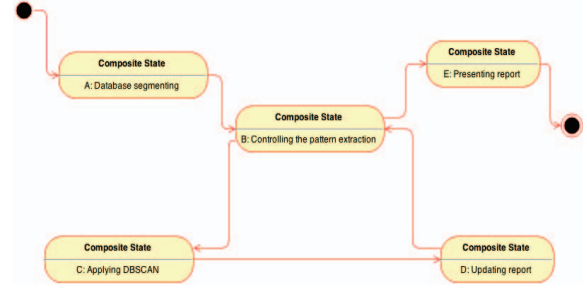 Composite State
A: Database segmenting
Composite State
E: Presenting report
Composite State
B: Controlling the pattern extraction
Composite State
C: Applying DBSCAN
Composite State
D: Updating report